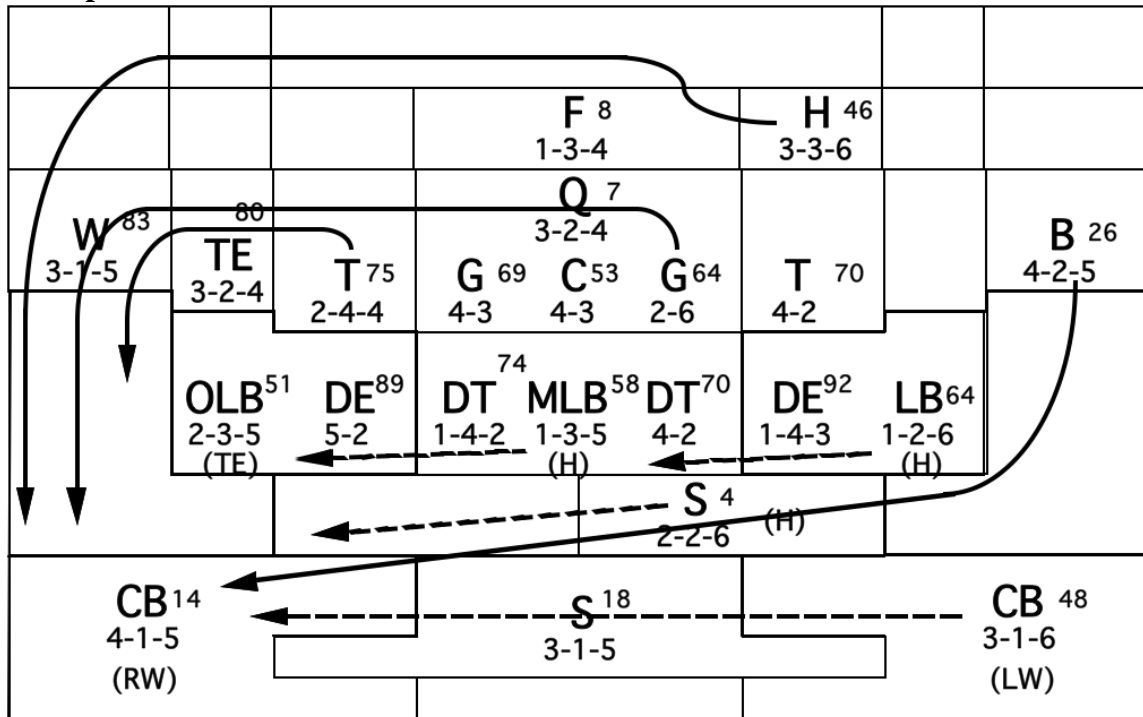 F 8
1-3-4
H 46
3-3-6
Q 7
3-2-4
W 83
3-1-5
80
TE
3-2-4
T 75
2-4-4
G 69
4-3
C 53
4-3
G 64
2-6
T 70
4-2
B 26
4-2-5
OLB 51
2-3-5
(TE)
DE 89
5-2
DT 74
1-4-2
MLB 58
1-3-5
(H)
DT 70
4-2
DE 92
1-4-3
LB 64
1-2-6
(H)
S 4
2-2-6
(H)
CB 14
4-1-5
(RW)
S 18
3-1-5
CB 48
3-1-6
(LW)